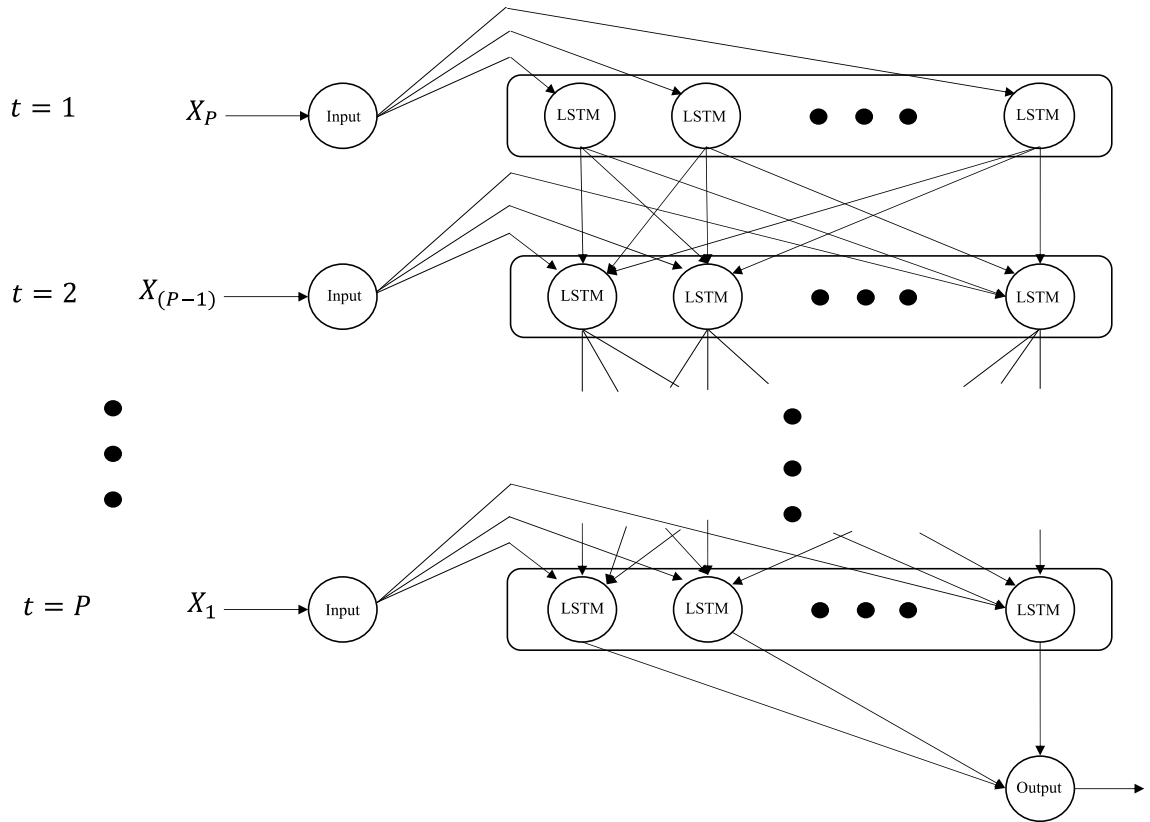 t = 1 X_P Input LSTM LSTM LSTM
t = 2 X_(P−1) Input LSTM LSTM LSTM
t = P X_1 Input LSTM LSTM LSTM
Output